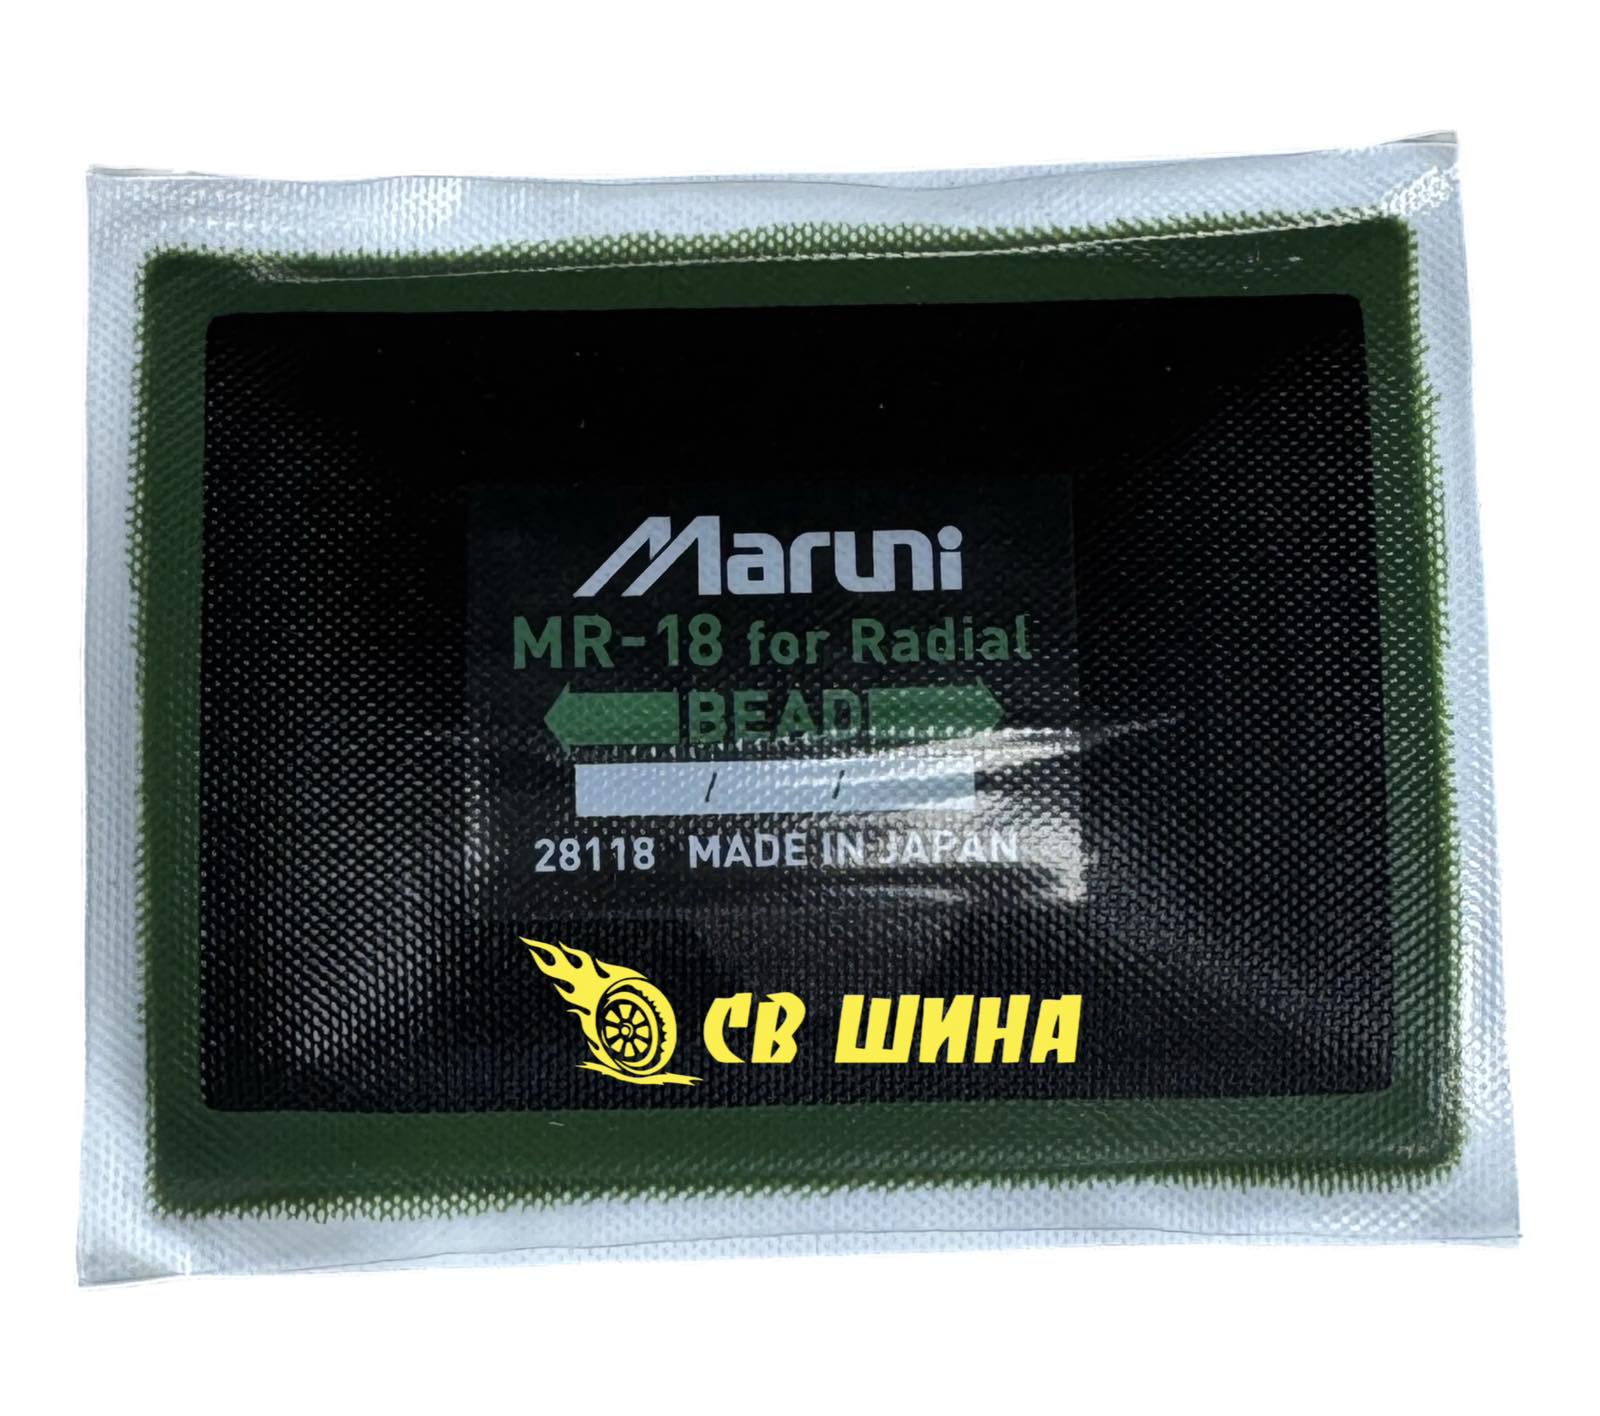 Maruni
MR-18 for Radial
BEAD
/ /
28118 MADE IN JAPAN
СВ ШИНА